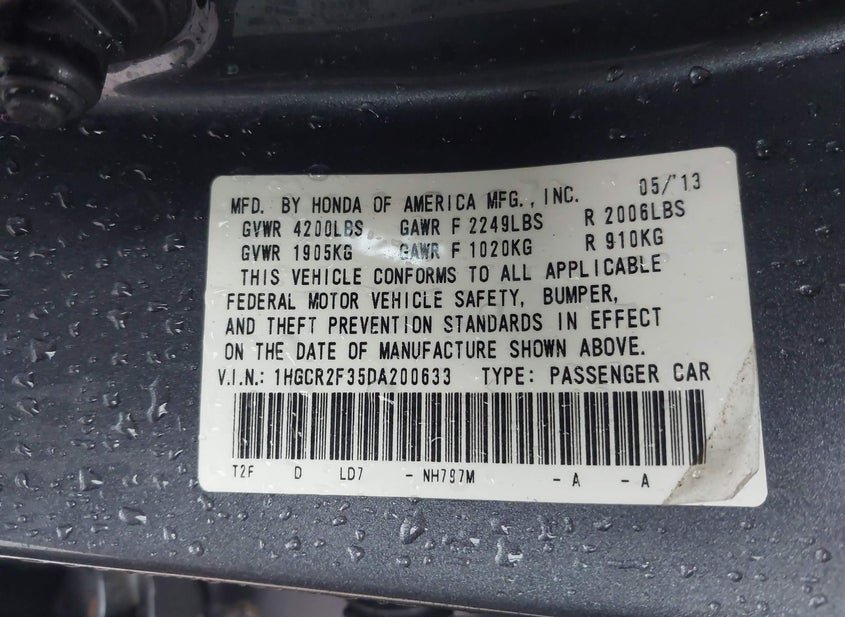 MFD. BY HONDA OF AMERICA MFG., INC. 05/'13
GVWR 4200LBS GAWR F 2249LBS R 2006LBS
GVWR 1905KG GAWR F 1020KG R 910KG
THIS VEHICLE CONFORMS TO ALL APPLICABLE
FEDERAL MOTOR VEHICLE SAFETY, BUMPER,
AND THEFT PREVENTION STANDARDS IN EFFECT
ON THE DATE OF MANUFACTURE SHOWN ABOVE.
V.I.N.: 1HGCR2F35DA200633 TYPE: PASSENGER CAR
T2F D LD7 - NH797M - A - A